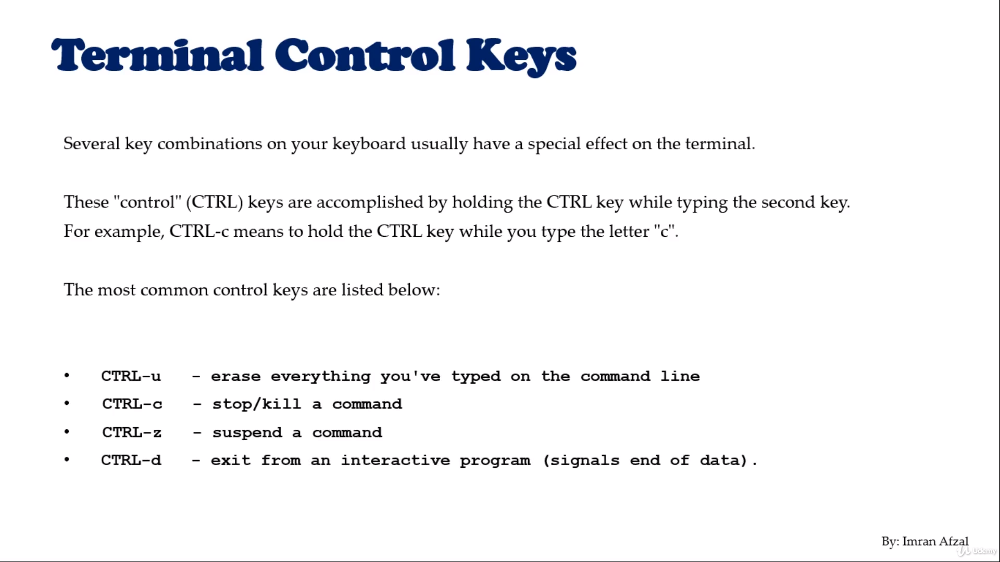 Terminal Control Keys
Several key combinations on your keyboard usually have a special effect on the terminal.
These "control" (CTRL) keys are accomplished by holding the CTRL key while typing the second key.
For example, CTRL-c means to hold the CTRL key while you type the letter "c".
The most common control keys are listed below:
• CTRL-u – erase everything you've typed on the command line
• CTRL-c – stop/kill a command
• CTRL-z – suspend a command
• CTRL-d – exit from an interactive program (signals end of data).
By: Imran Afzal
Udemy